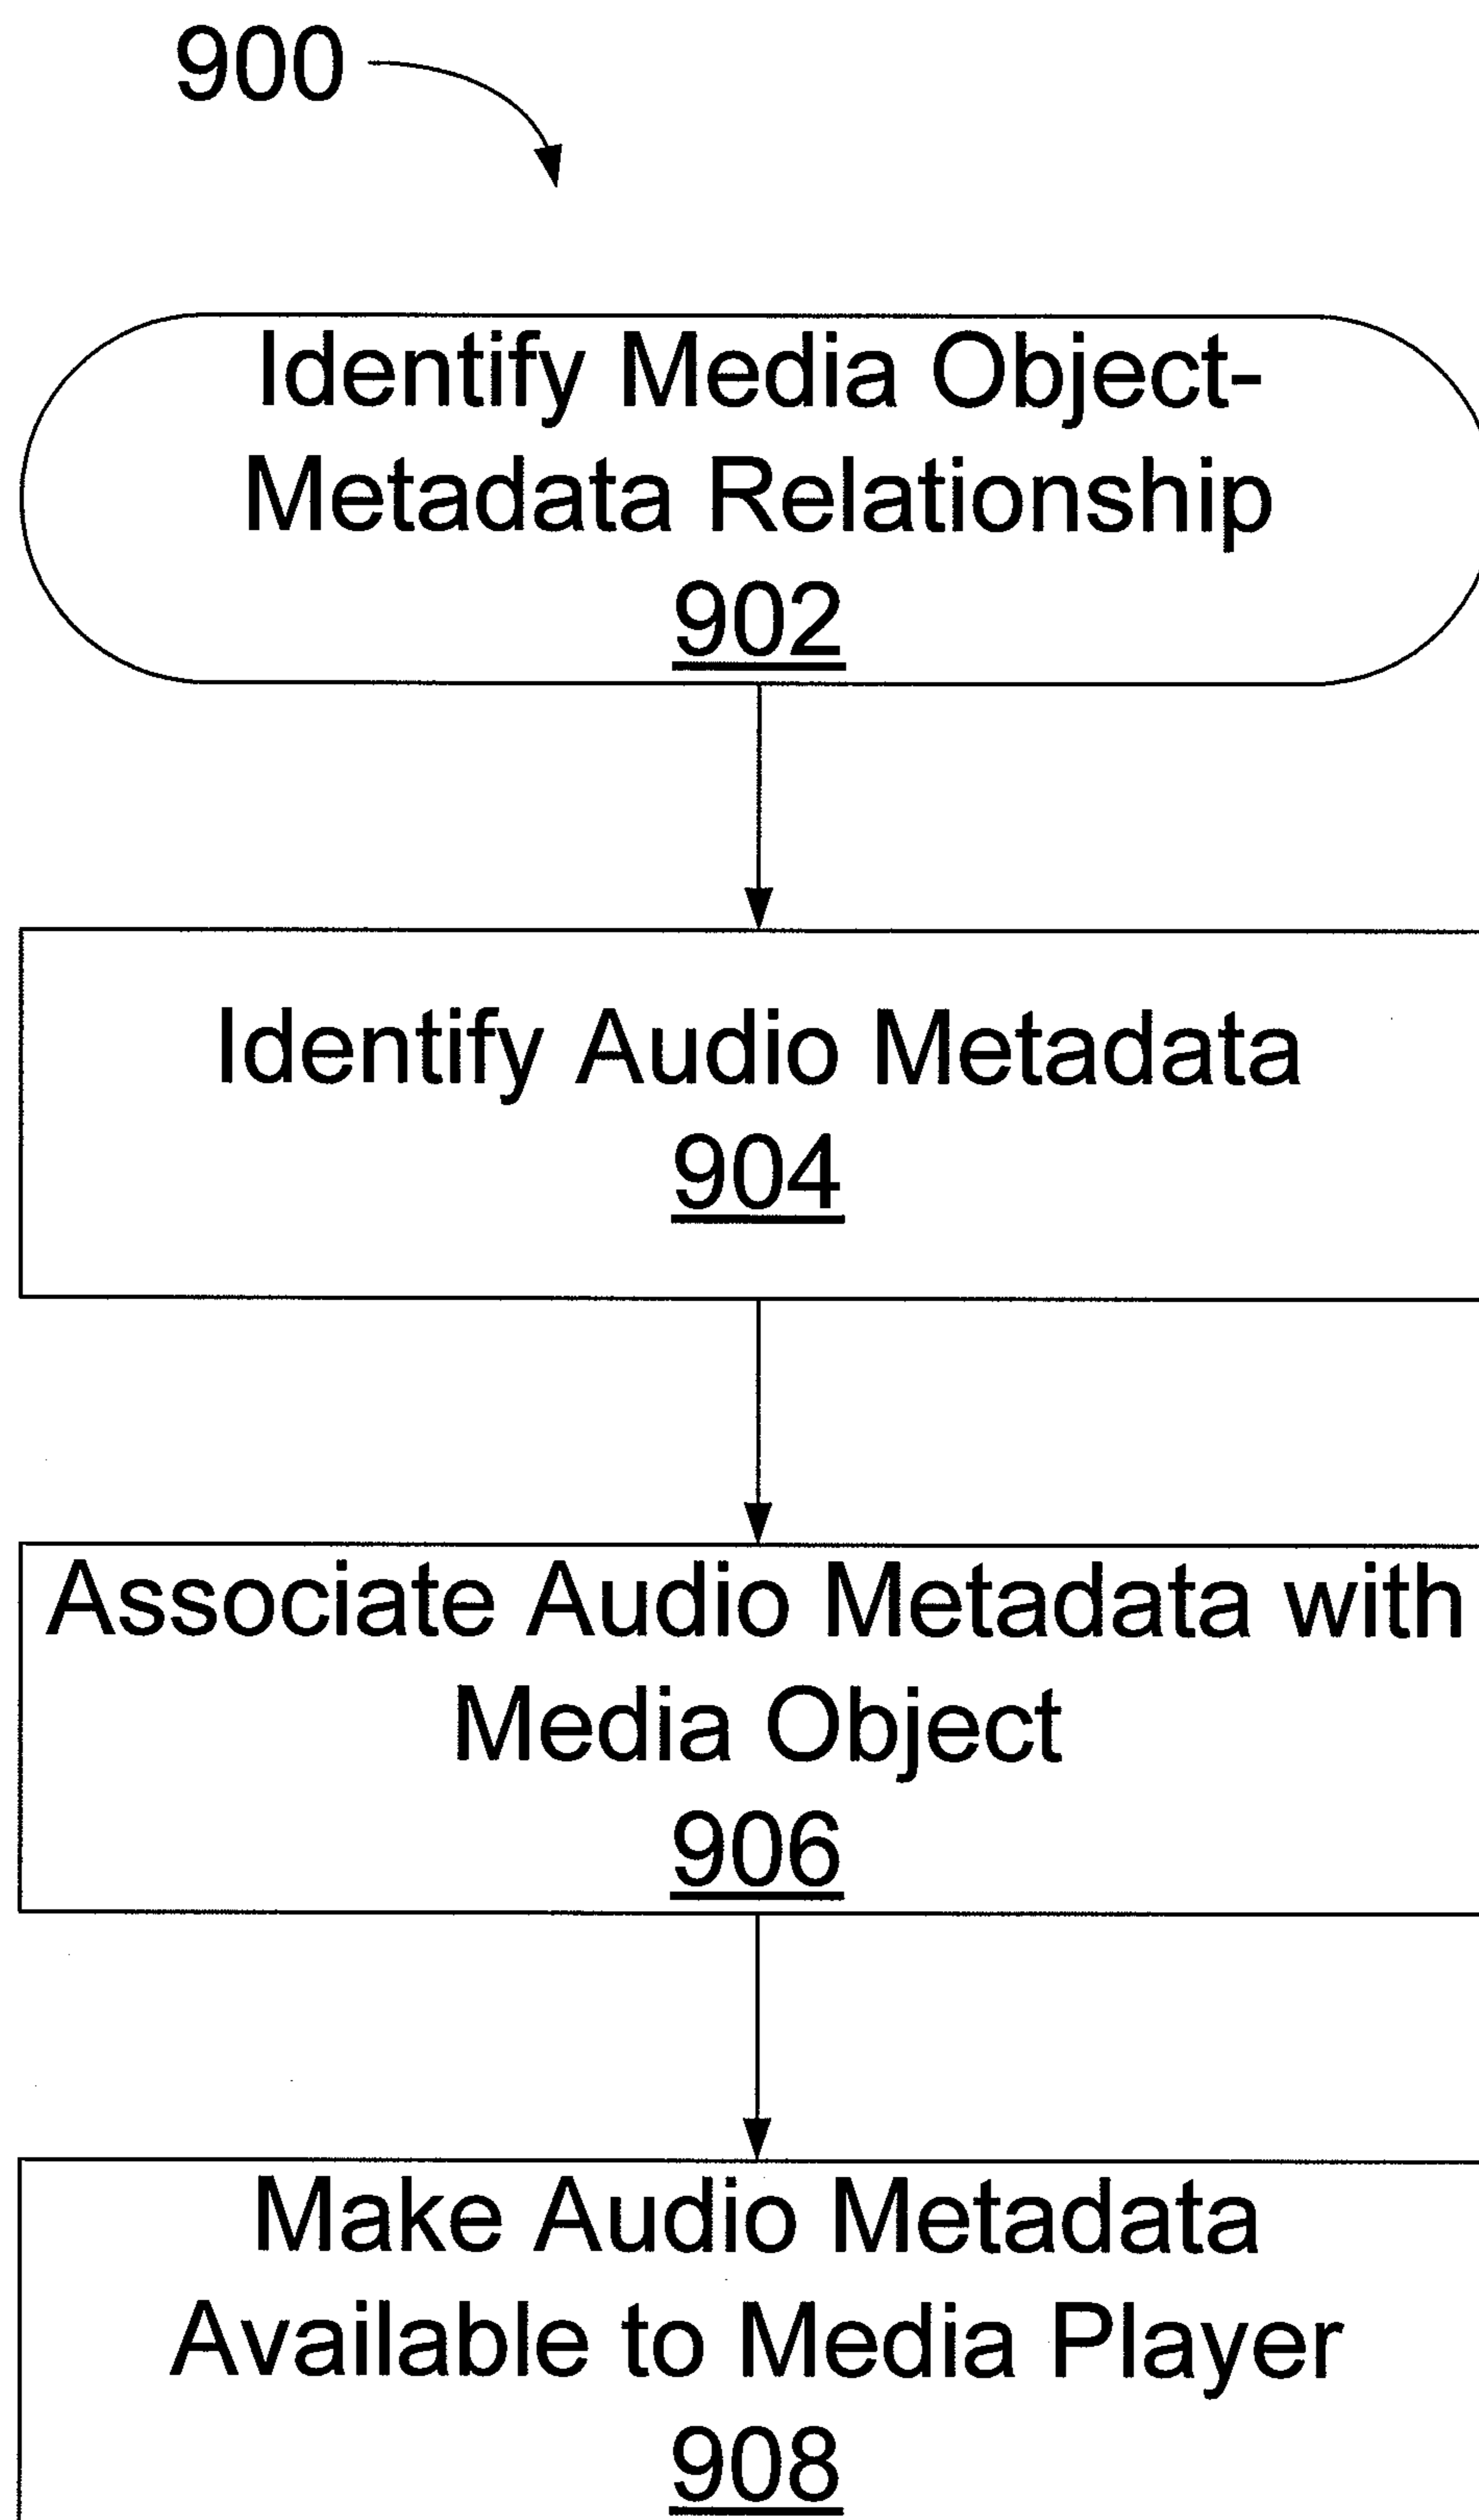 900
Identify Media Object-
Metadata Relationship
902
Identify Audio Metadata
904
Associate Audio Metadata with
Media Object
906
Make Audio Metadata
Available to Media Player
908